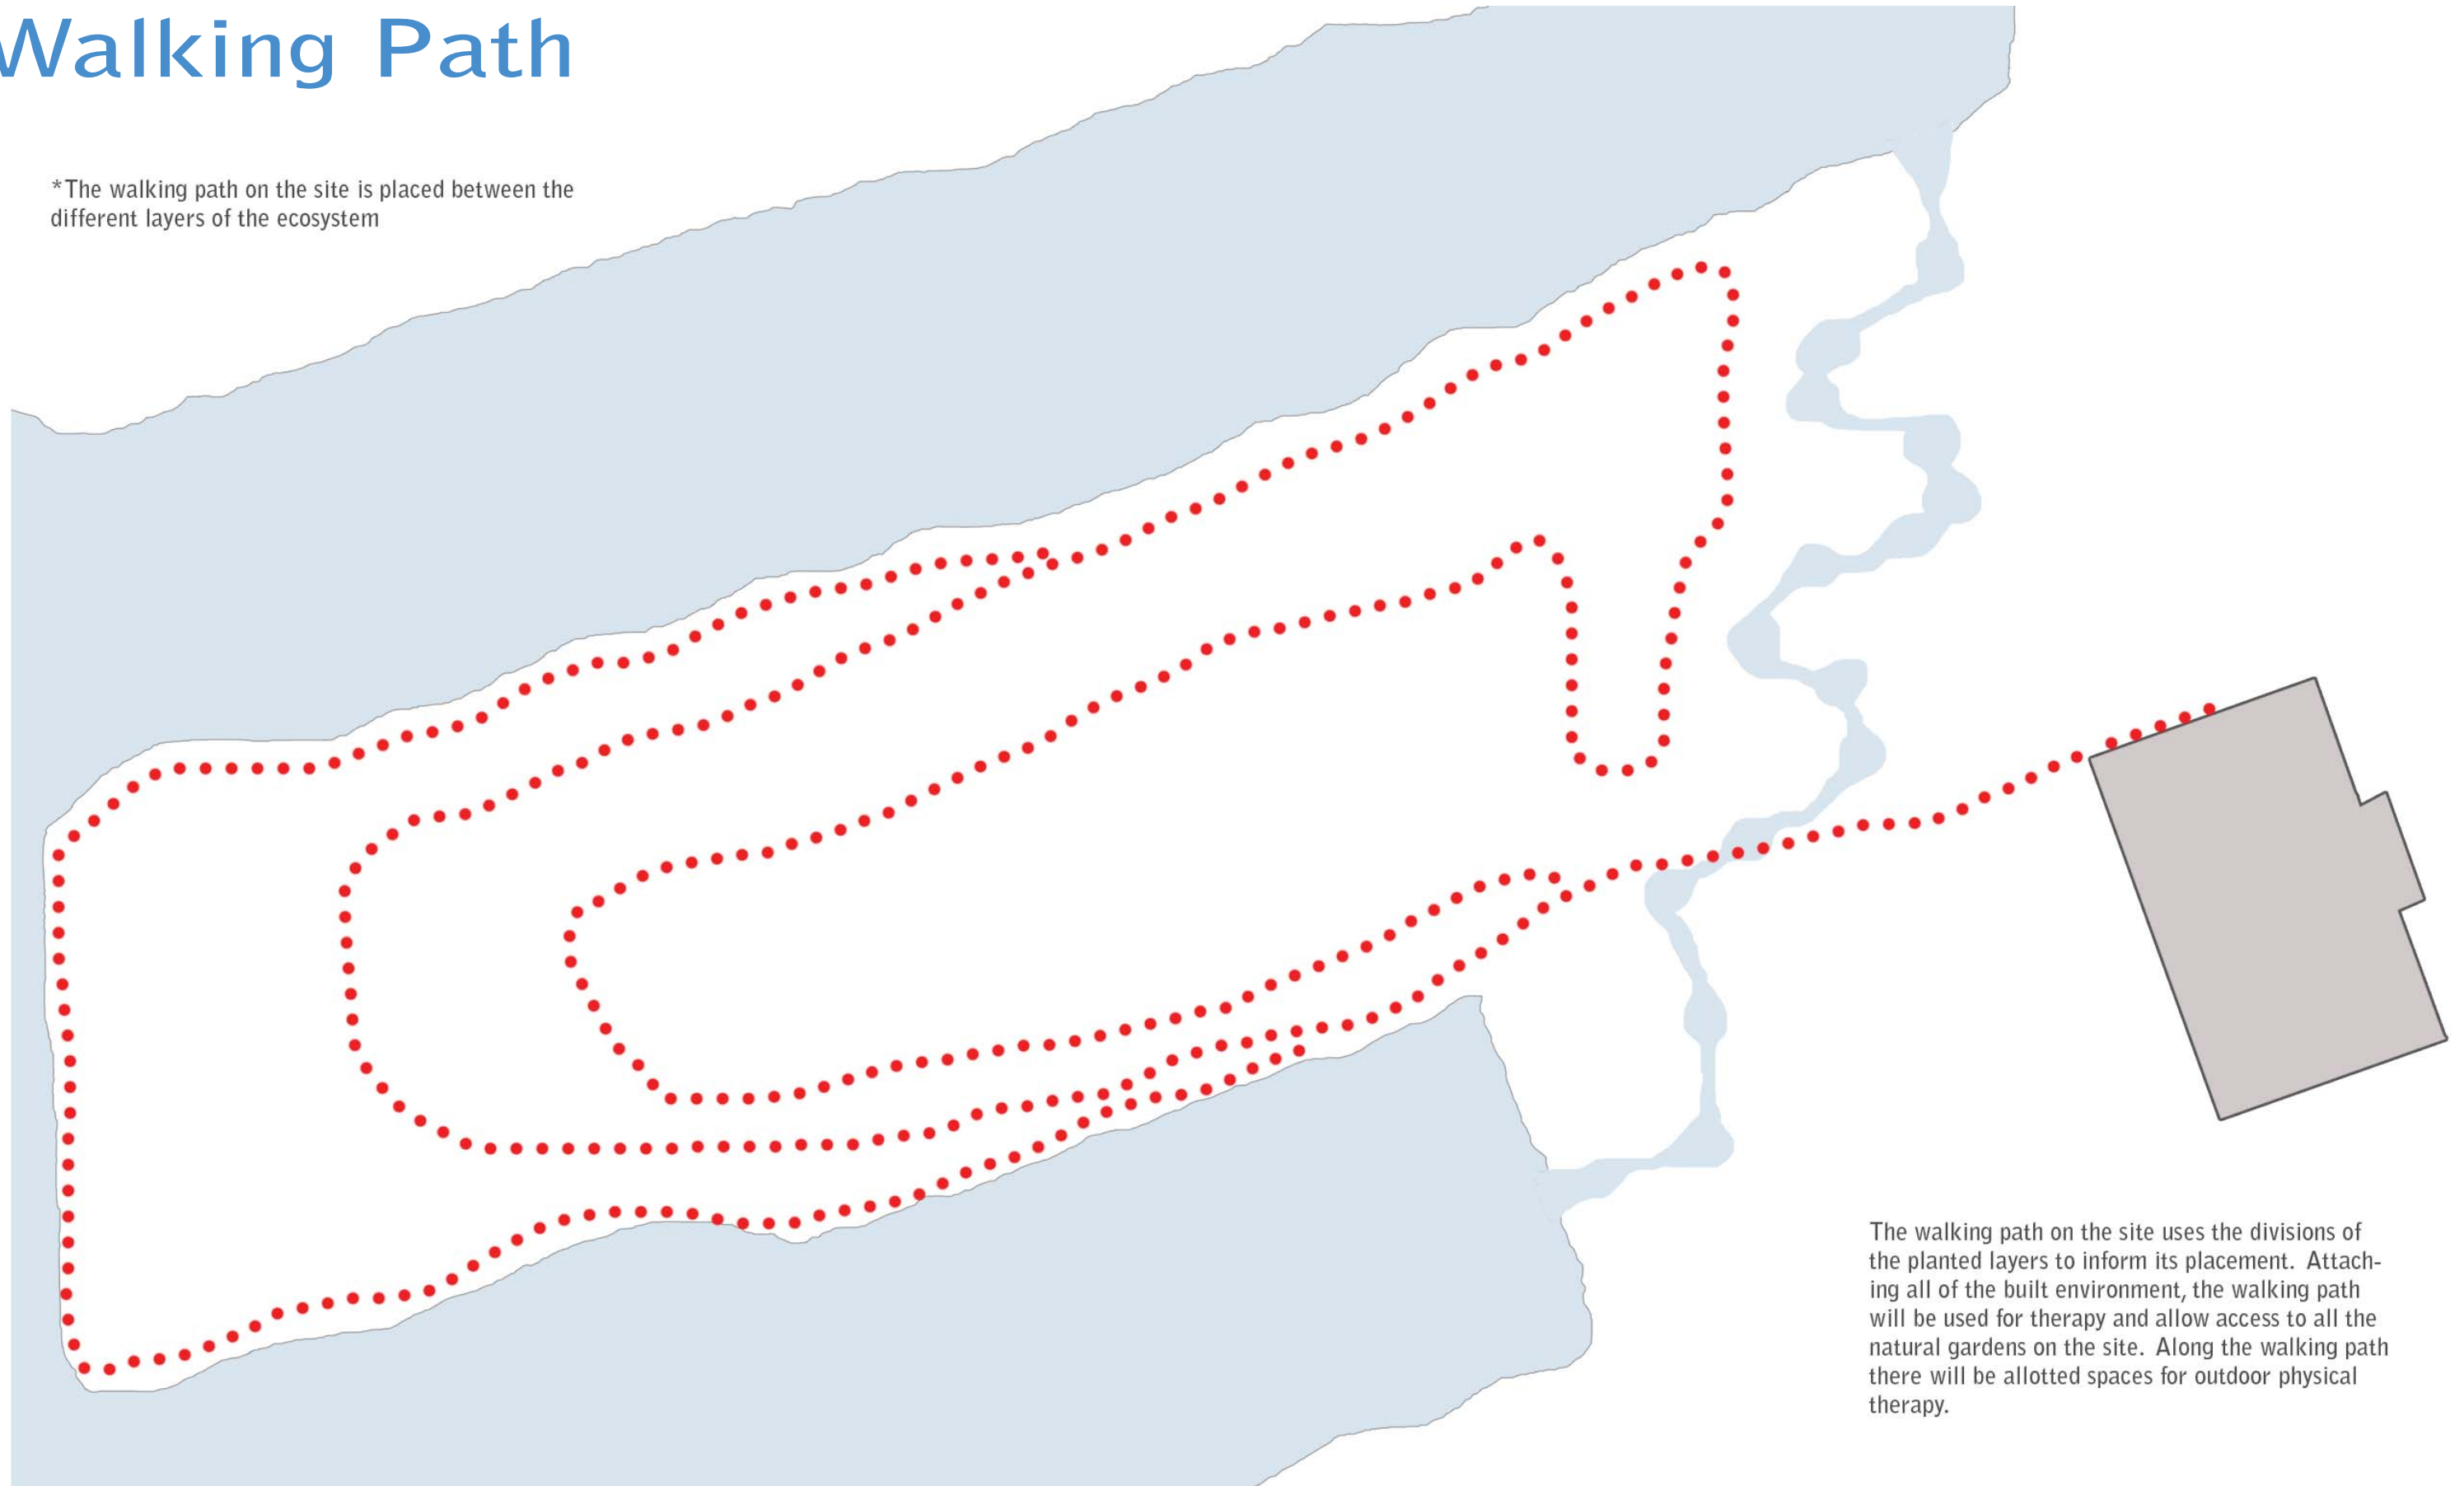 Walking Path
*The walking path on the site is placed between the
different layers of the ecosystem
The walking path on the site uses the divisions of
the planted layers to inform its placement.  Attach-
ing all of the built environment, the walking path
will be used for therapy and allow access to all the
natural gardens on the site.  Along the walking path
there will be allotted spaces for outdoor physical
therapy.